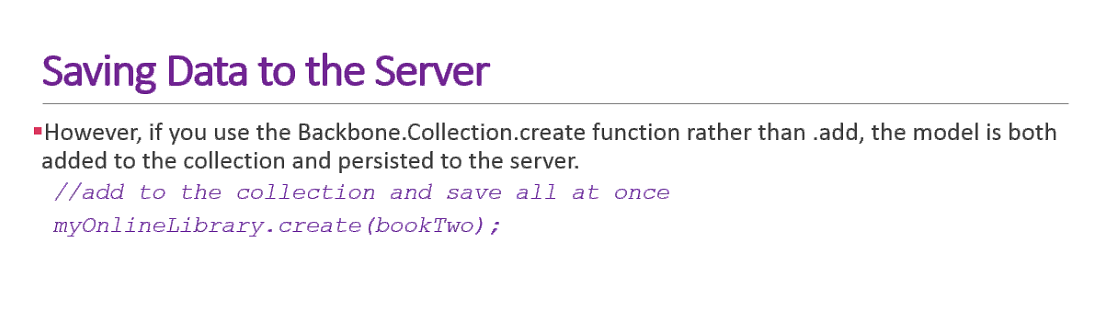 Saving Data to the Server
▪However, if you use the Backbone.Collection.create function rather than .add, the model is both
added to the collection and persisted to the server.
//add to the collection and save all at once
myOnlineLibrary.create(bookTwo);